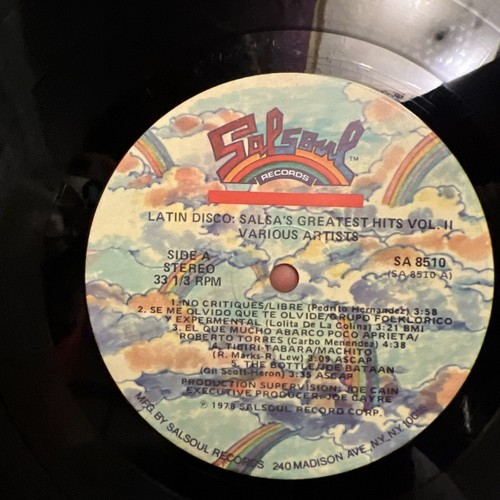 Salsoul TM
RECORDS
LATIN DISCO: SALSA'S GREATEST HITS VOL. II
VARIOUS ARTISTS
SIDE A
STEREO
33 1/3 RPM
SA 8510
(SA 8510 A)
1. NO CRITIQUES/LIBRE (Pedrito Hernandez) 3:58
2. SE ME OLVIDO QUE TE OLVIDE/GRUPO FOLKLORICO
Y EXPERMENTAL (Lolita De La Colina) 3:21 BMI
3. EL QUE MUCHO ABARCO POCO APRIETA/
ROBERTO TORRES (Carbo Menendez) 4:38
4. TIBIRI TABARA/MACHITO
(R. Marks-R. Lew) 3:09 ASCAP
5. THE BOTTLE/JOE BATAAN
(Gil Scott-Heron) 3:35 ASCAP
PRODUCTION SUPERVISION: JOE CAIN
EXECUTIVE PRODUCER: JOE CAYRE
© 1978 SALSOUL RECORD CORP.
MFG BY SALSOUL RECORDS 240 MADISON AVE, N.Y. N.Y.